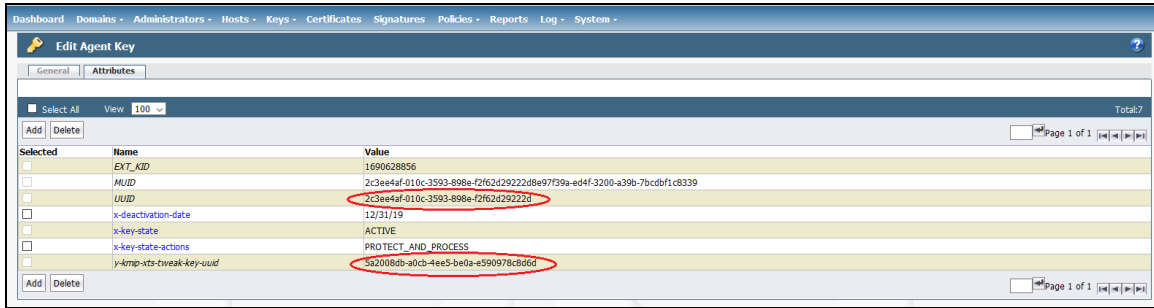 Dashboard Domains Administrators Hosts Keys Certificates Signatures Policies Reports Log System
Edit Agent Key
?
General Attributes
Select All View 100 Total:7
Add Delete Page 1 of 1
Selected Name Value
EXT_KID 1690628856
MUID 2c3ee4af-010c-3593-898e-f2f62d29222d8e97f39a-ed4f-3200-a39b-7bcdbf1c8339
UUID 2c3ee4af-010c-3593-898e-f2f62d29222d
x-deactivation-date 12/31/19
x-key-state ACTIVE
x-key-state-actions PROTECT_AND_PROCESS
y-kmip-xts-tweak-key-uuid 5a2008db-a0cb-4ee5-be0a-e590978c8d6d
Add Delete Page 1 of 1